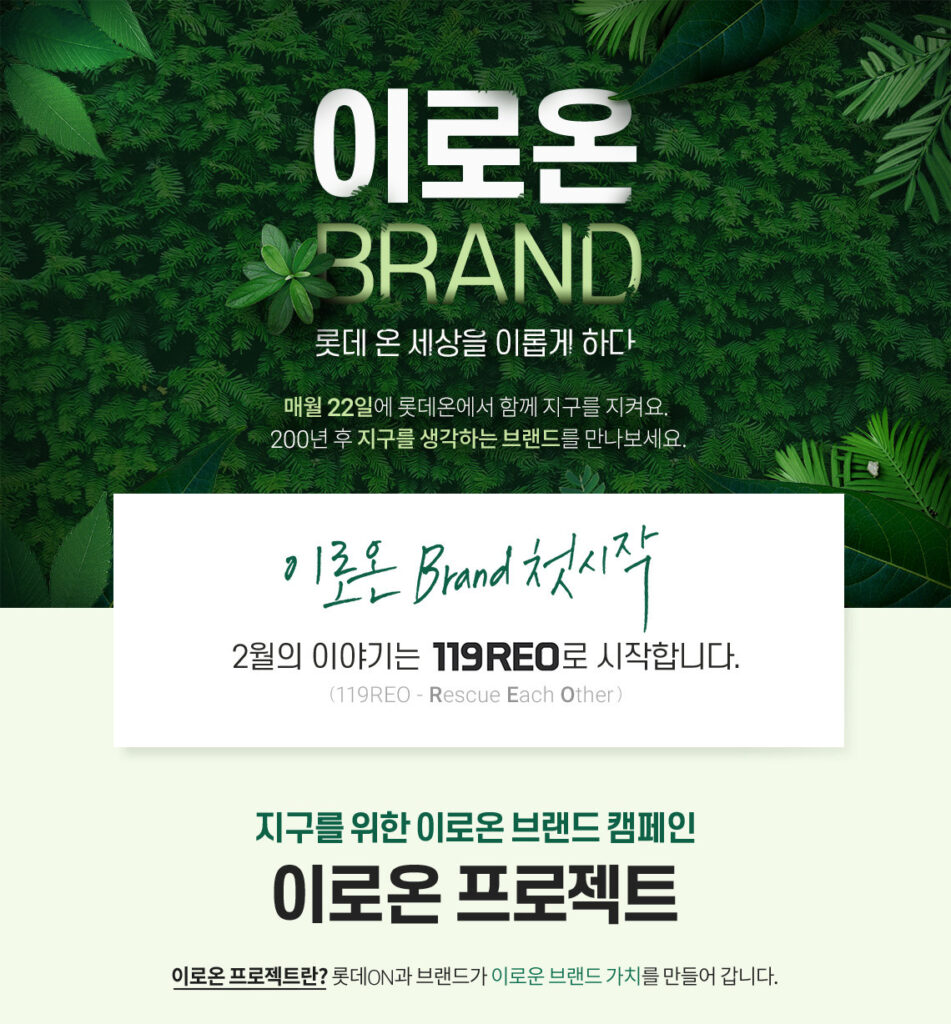 이로온
BRAND
롯데 온 세상을 이롭게 하다
매월 22일에 롯데온에서 함께 지구를 지켜요.
200년 후 지구를 생각하는 브랜드를 만나보세요.
이로온 Brand 첫시작
2월의 이야기는 119REO로 시작합니다.
(119REO - Rescue Each Other)
지구를 위한 이로온 브랜드 캠페인
이로온 프로젝트
이로온 프로젝트란? 롯데ON과 브랜드가 이로운 브랜드 가치를 만들어 갑니다.